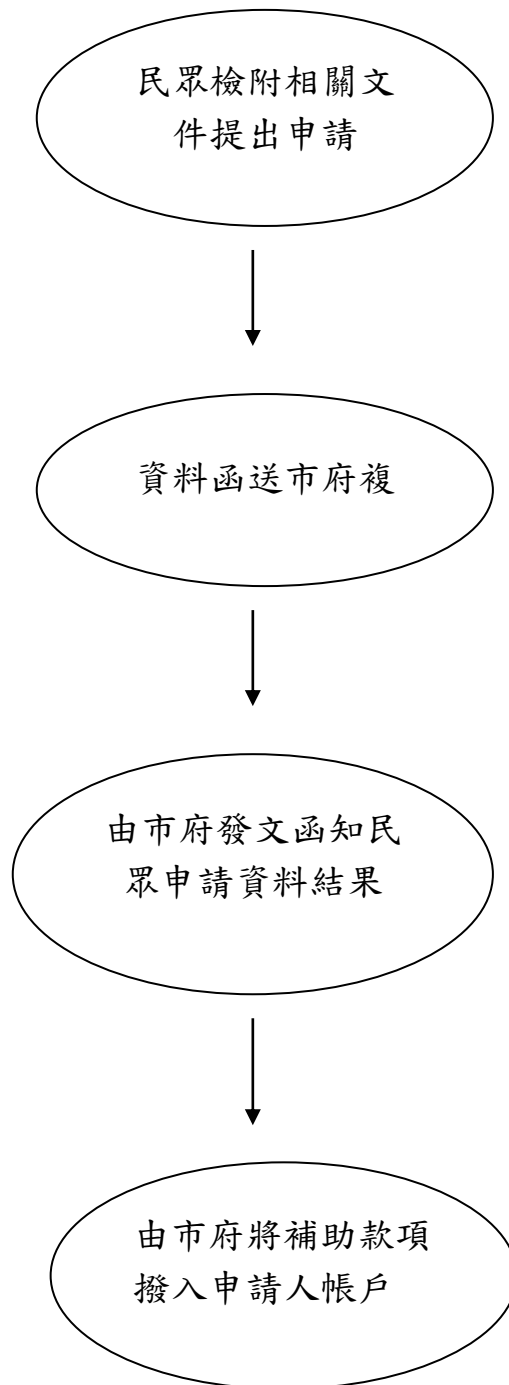 民眾檢附相關文
件提出申請
資料函送市府複
由市府發文函知民
眾申請資料結果
由市府將補助款項
撥入申請人帳戶